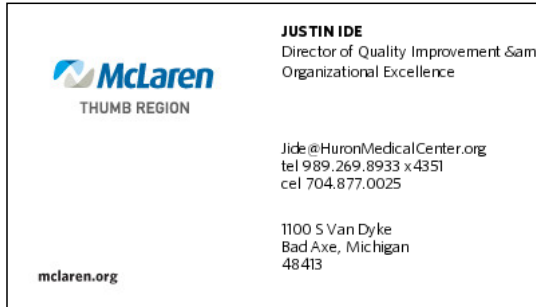 McLaren
THUMB REGION
mclaren.org
JUSTIN IDE
Director of Quality Improvement &am
Organizational Excellence
Jide@HuronMedicalCenter.org
tel 989.269.8933 x4351
cel 704.877.0025
1100 S Van Dyke
Bad Axe, Michigan
48413